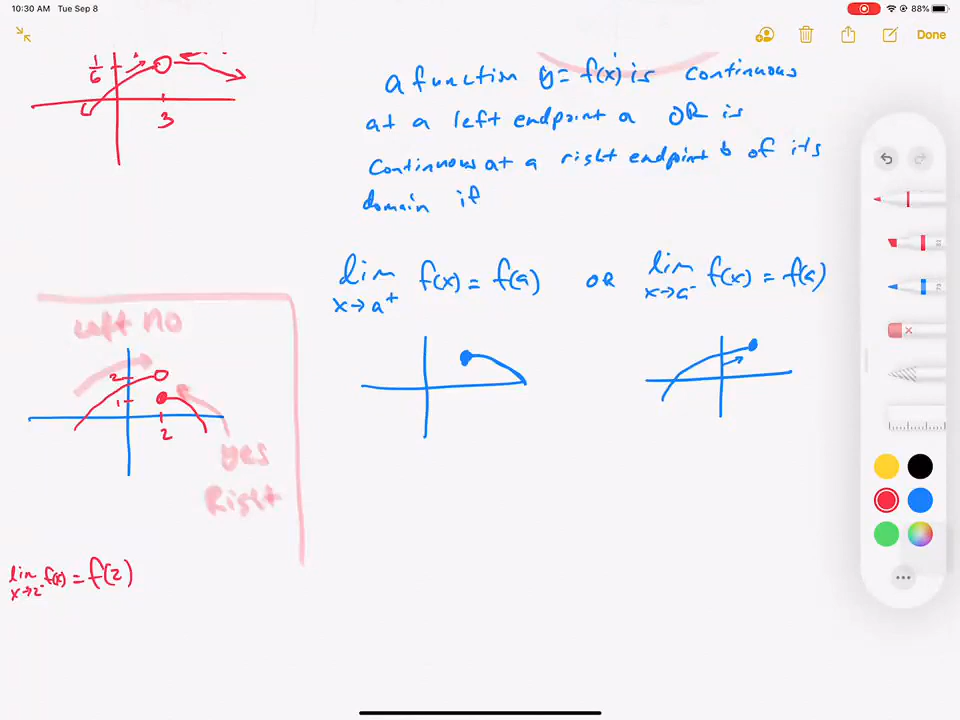 10:30 AM Tue Sep 8
88%
Done
1/6
3
a function y = f(x) is continuous
at a left endpoint a OR is
continuous at a right endpoint b of its
domain if
lim x→a⁺ f(x) = f(a) OR lim x→a⁻ f(x) = f(a)
Left no
2
1
2
yes
Right
lim x→2⁻ f(x) = f(2)